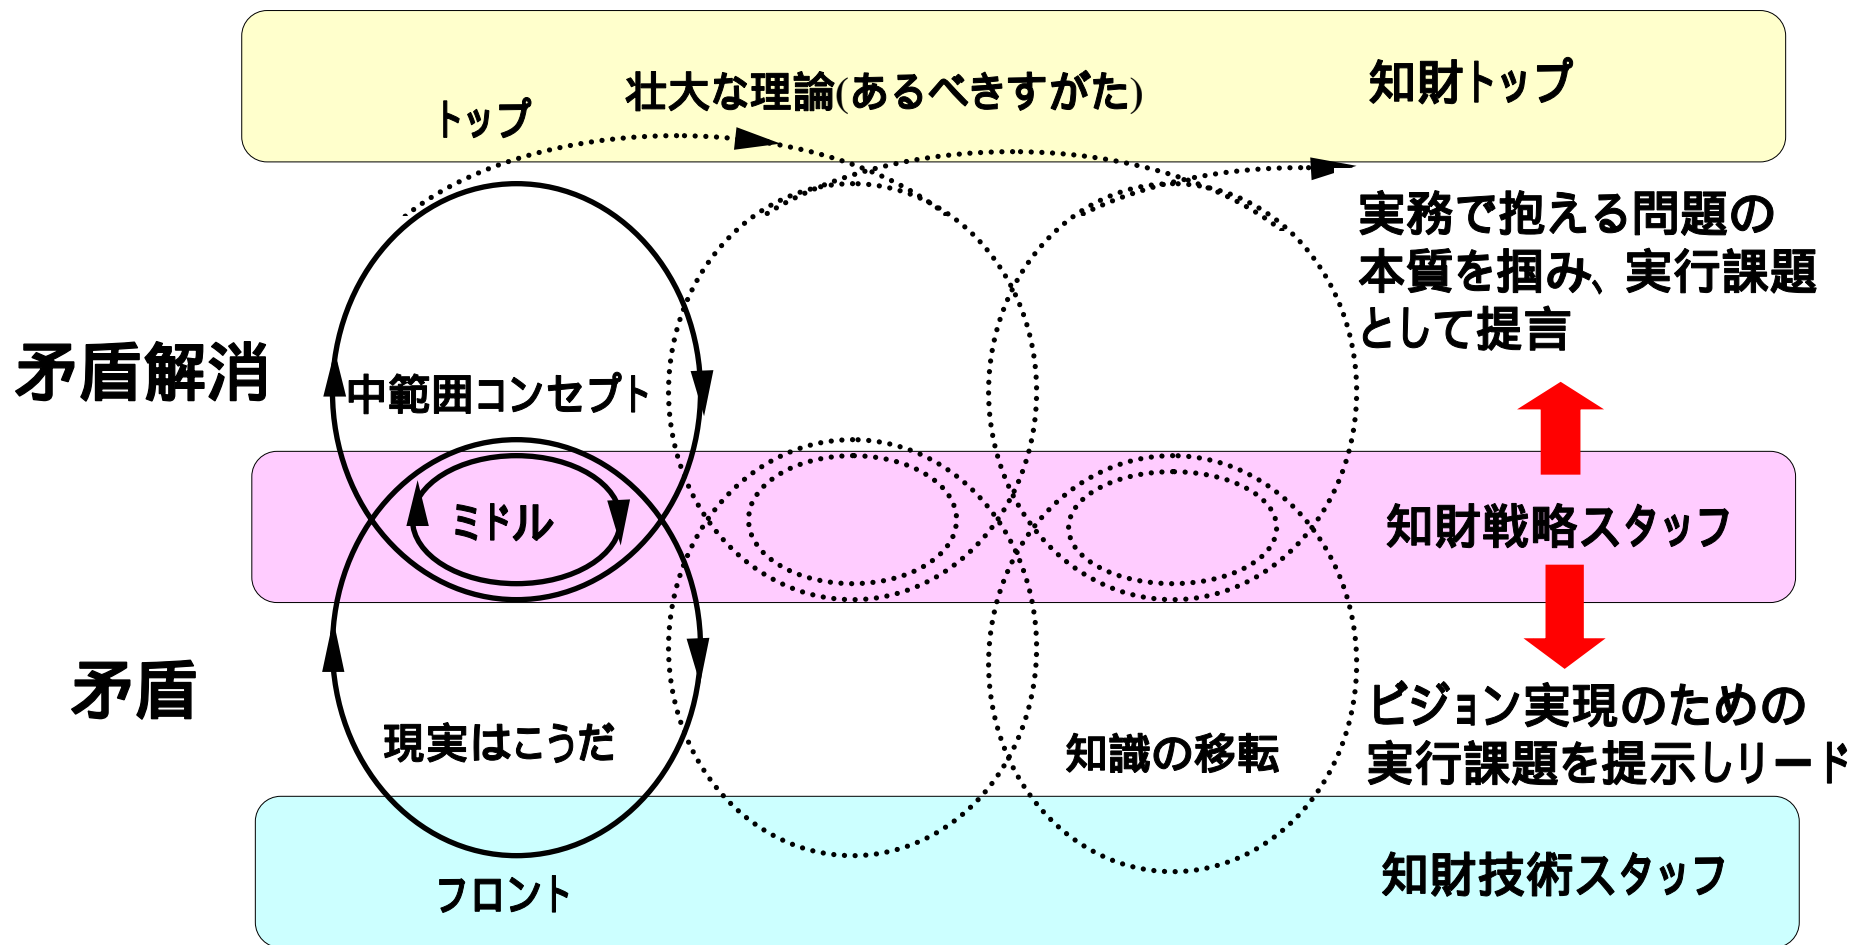 壮大な理論(あるべきすがた)
知財トップ
トップ
実務で抱える問題の
本質を掴み、実行課題
として提言
矛盾解消
中範囲コンセプト
ミドル
知財戦略スタッフ
矛盾
現実はこうだ
知識の移転
ビジョン実現のための
実行課題を提示しリード
フロント
知財技術スタッフ